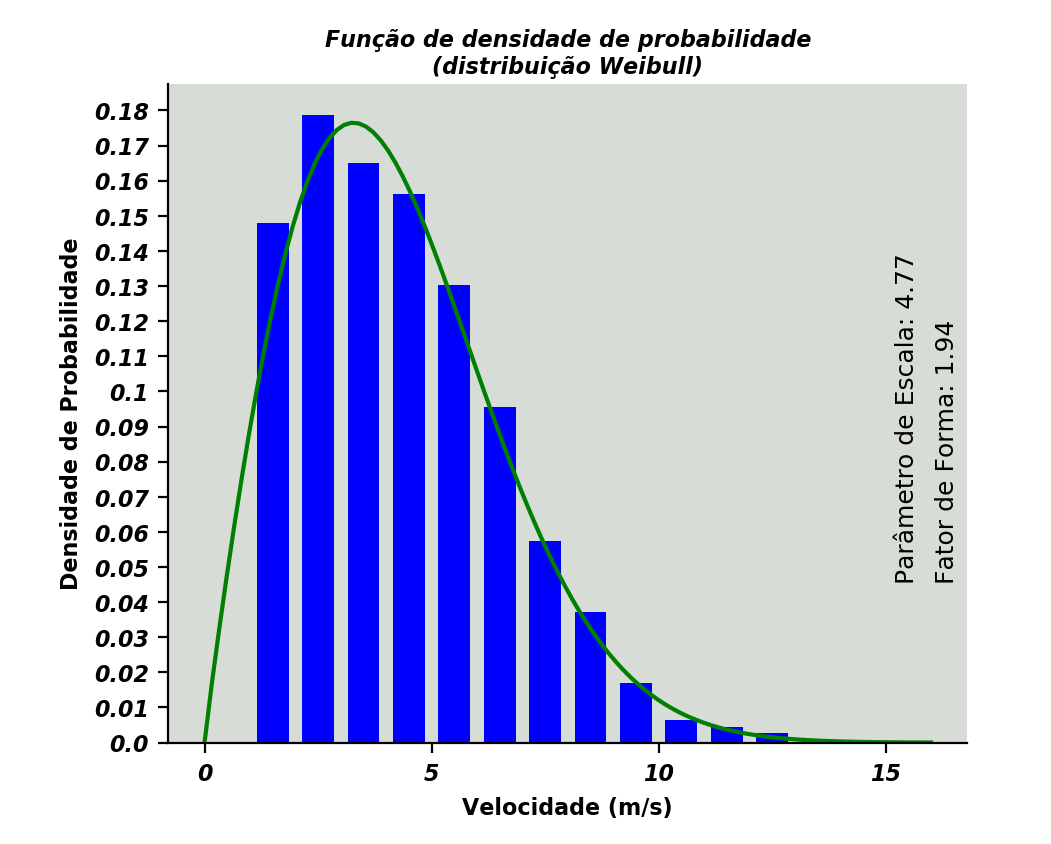 Função de densidade de probabilidade
(distribuição Weibull)
Densidade de Probabilidade
0.18
0.17
0.16
0.15
0.14
0.13
0.12
0.11
0.1
0.09
0.08
0.07
0.06
0.05
0.04
0.03
0.02
0.01
0.0
Parâmetro de Escala: 4.77
Fator de Forma: 1.94
0 5 10 15
Velocidade (m/s)